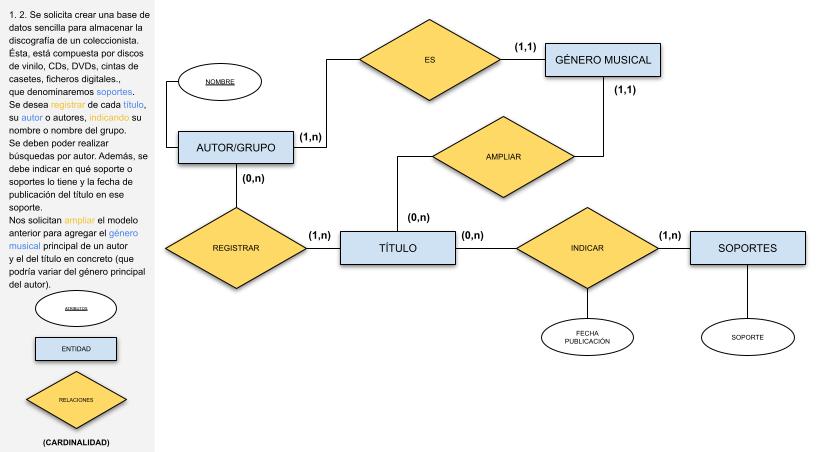 1. 2. Se solicita crear una base de
datos sencilla para almacenar la
discografía de un coleccionista.
Ésta, está compuesta por discos
de vinilo, CDs, DVDs, cintas de
casetes, ficheros digitales.,
que denominaremos soportes.
Se desea registrar de cada título,
su autor o autores, indicando su
nombre o nombre del grupo.
Se deben poder realizar
búsquedas por autor. Además, se
debe indicar en qué soporte o
soportes lo tiene y la fecha de
publicación del título en ese
soporte.
Nos solicitan ampliar el modelo
anterior para agregar el género
musical principal de un autor
y el del título en concreto (que
podría variar del género principal
del autor).
ATRIBUTOS
ENTIDAD
RELACIONES
(CARDINALIDAD)
ES
(1,1)
GÉNERO MUSICAL
NOMBRE
(1,1)
(1,n)
AUTOR/GRUPO
AMPLIAR
(0,n)
(0,n)
REGISTRAR
(1,n)
TÍTULO
(0,n)
INDICAR
(1,n)
SOPORTES
FECHA
PUBLICACIÓN
SOPORTE